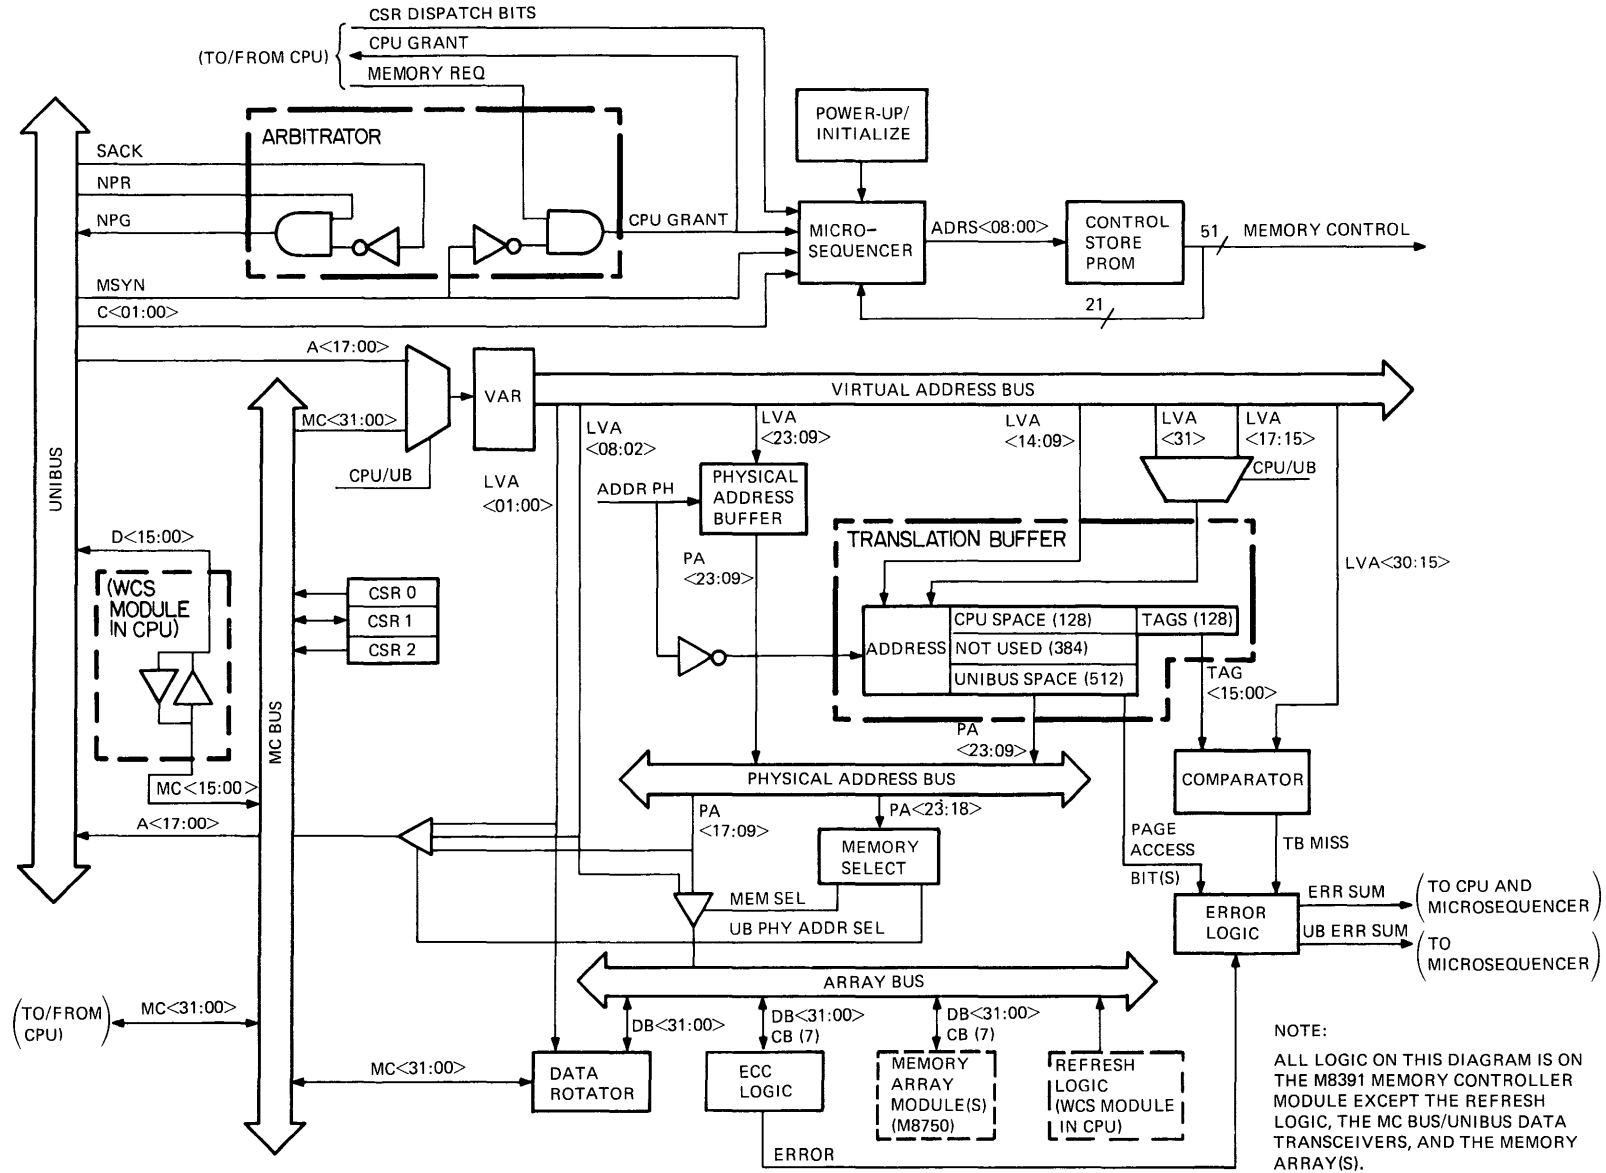 CSR DISPATCH BITS
(TO/FROM CPU)
CPU GRANT
MEMORY REQ
ARBITRATOR
SACK
NPR
NPG
CPU GRANT
MSYN
C<01:00>
POWER-UP/
INITIALIZE
MICRO-
SEQUENCER
ADRS<08:00>
CONTROL
STORE
PROM
51
MEMORY CONTROL
21
A<17:00>
VAR
VIRTUAL ADDRESS BUS
MC<31:00>
CPU/UB
LVA
<01:00>
LVA
<08:02>
LVA
<23:09>
LVA
<14:09>
LVA
<31>
LVA
<17:15>
CPU/UB
UNIBUS
ADDR PH
PHYSICAL
ADDRESS
BUFFER
PA
<23:09>
TRANSLATION BUFFER
LVA<30:15>
D<15:00>
(WCS
MODULE
IN CPU)
CSR 0
CSR 1
CSR 2
ADDRESS
CPU SPACE (128)
TAGS (128)
NOT USED (384)
UNIBUS SPACE (512)
TAG
<15:00>
MC BUS
PA
<23:09>
PHYSICAL ADDRESS BUS
COMPARATOR
MC<15:00>
A<17:00>
PA
<17:09>
PA<23:18>
MEMORY
SELECT
PAGE
ACCESS
BIT(S)
TB MISS
MEM SEL
UB PHY ADDR SEL
ERROR
LOGIC
ERR SUM
(TO CPU AND
MICROSEQUENCER)
UB ERR SUM
(TO
MICROSEQUENCER)
ARRAY BUS
(TO/FROM
CPU)
MC<31:00>
DB<31:00>
DB<31:00>
CB (7)
DB<31:00>
CB (7)
MC<31:00>
DATA
ROTATOR
ECC
LOGIC
MEMORY
ARRAY
MODULE(S)
(M8750)
REFRESH
LOGIC
(WCS MODULE
IN CPU)
ERROR
NOTE:
ALL LOGIC ON THIS DIAGRAM IS ON
THE M8391 MEMORY CONTROLLER
MODULE EXCEPT THE REFRESH
LOGIC, THE MC BUS/UNIBUS DATA
TRANSCEIVERS, AND THE MEMORY
ARRAY(S).